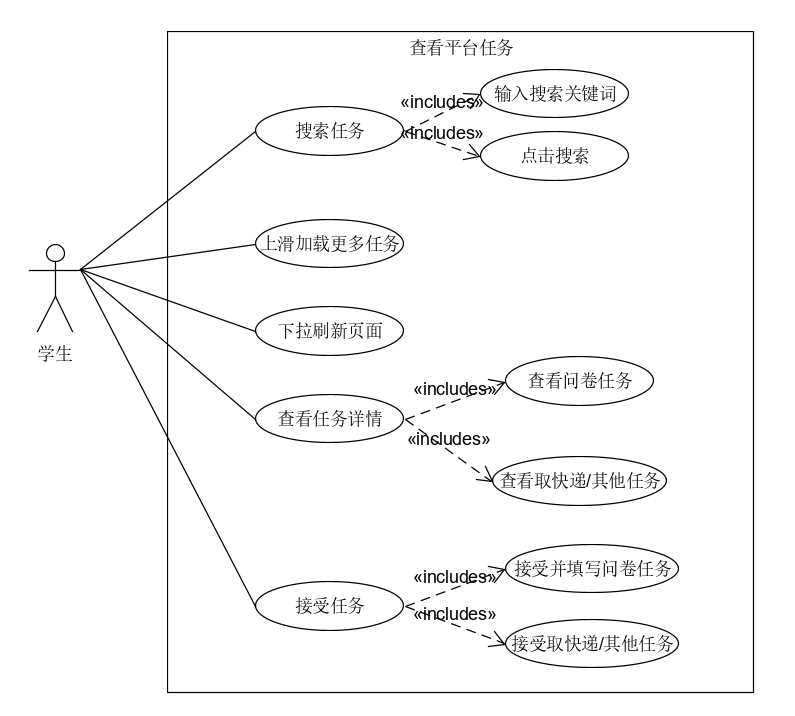 查看平台任务
«includes»
输入搜索关键词
搜索任务
«includes»
点击搜索
上滑加载更多任务
下拉刷新页面
学生
«includes»
查看问卷任务
查看任务详情
«includes»
查看取快递/其他任务
«includes»
接受并填写问卷任务
接受任务
«includes»
接受取快递/其他任务